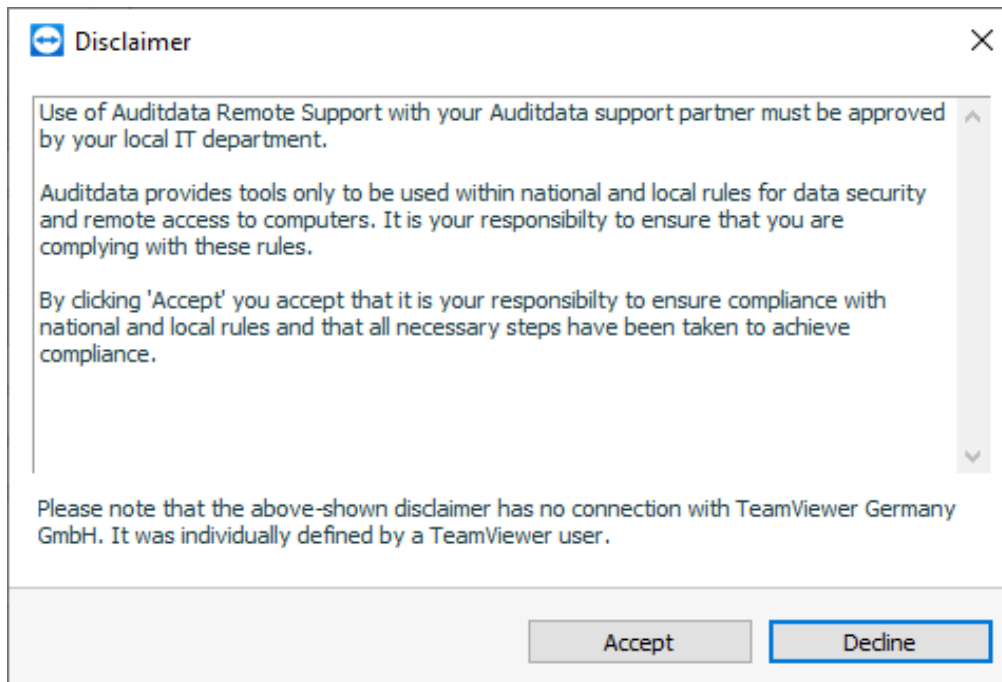 Disclaimer
Use of Auditdata Remote Support with your Auditdata support partner must be approved
by your local IT department.
Auditdata provides tools only to be used within national and local rules for data security
and remote access to computers. It is your responsibilty to ensure that you are
complying with these rules.
By clicking 'Accept' you accept that it is your responsibilty to ensure compliance with
national and local rules and that all necessary steps have been taken to achieve
compliance.
Please note that the above-shown disclaimer has no connection with TeamViewer Germany
GmbH. It was individually defined by a TeamViewer user.
Accept
Decline